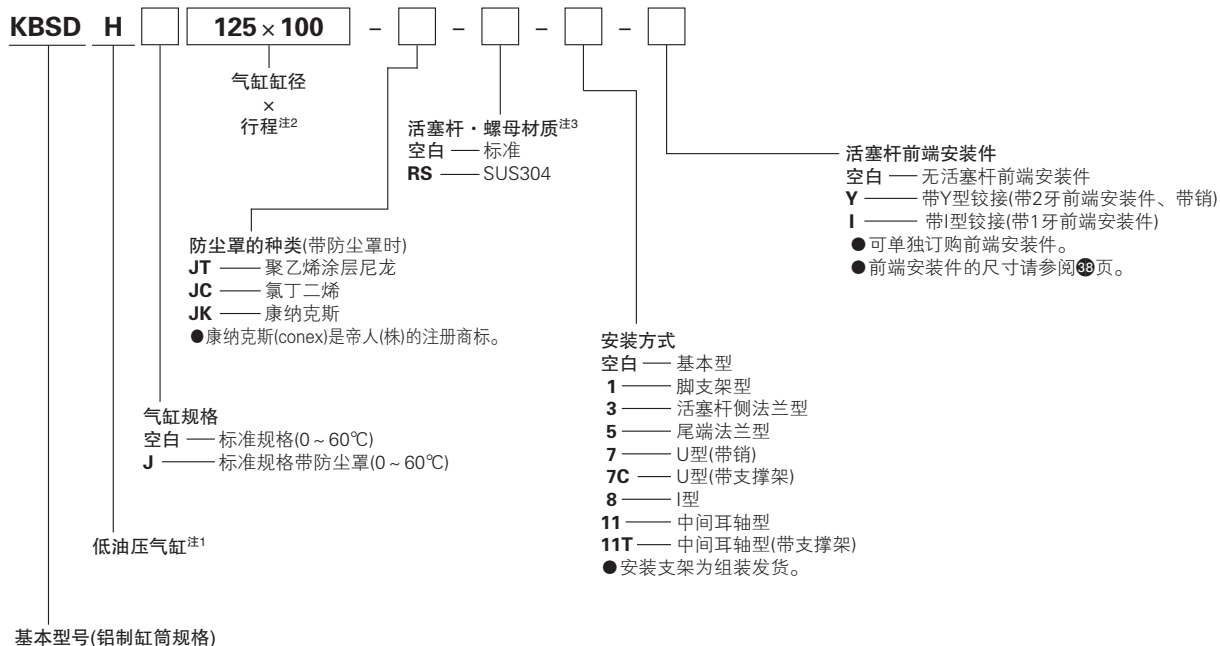 KBSD H 125×100 – – – –
气缸缸径
×
行程注2
活塞杆・螺母材质注3
空白 标准
RS SUS304
活塞杆前端安装件
空白 无活塞杆前端安装件
Y 带Y型铰接(带2牙前端安装件、带销)
I 带I型铰接(带1牙前端安装件)
●可单独订购前端安装件。
●前端安装件的尺寸请参阅38页。
防尘罩的种类(带防尘罩时)
JT 聚乙烯涂层尼龙
JC 氯丁二烯
JK 康纳克斯
●康纳克斯(conex)是帝人(株)的注册商标。
安装方式
空白 基本型
1 脚支架型
3 活塞杆侧法兰型
5 尾端法兰型
7 U型(带销)
7C U型(带支撑架)
8 I型
11 中间耳轴型
11T 中间耳轴型(带支撑架)
●安装支架为组装发货。
气缸规格
空白 标准规格(0~60℃)
J 标准规格带防尘罩(0~60℃)
低油压气缸注1
基本型号(铝制缸筒规格)